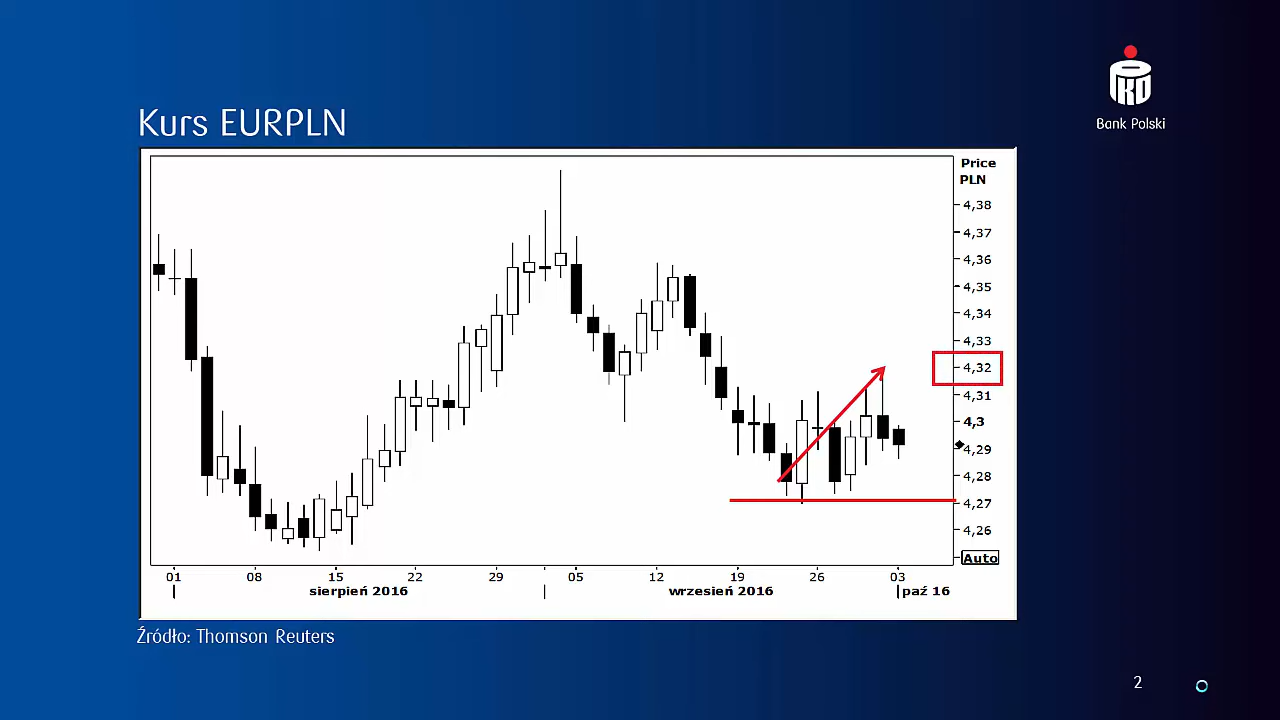 PKO
Bank Polski
Kurs EURPLN
Price
PLN
4,38
4,37
4,36
4,35
4,34
4,33
4,32
4,31
4,3
4,29
4,28
4,27
4,26
Auto
01 08 15 22 29 05 12 19 26 03
sierpień 2016 wrzesień 2016 paź 16
Źródło: Thomson Reuters
2